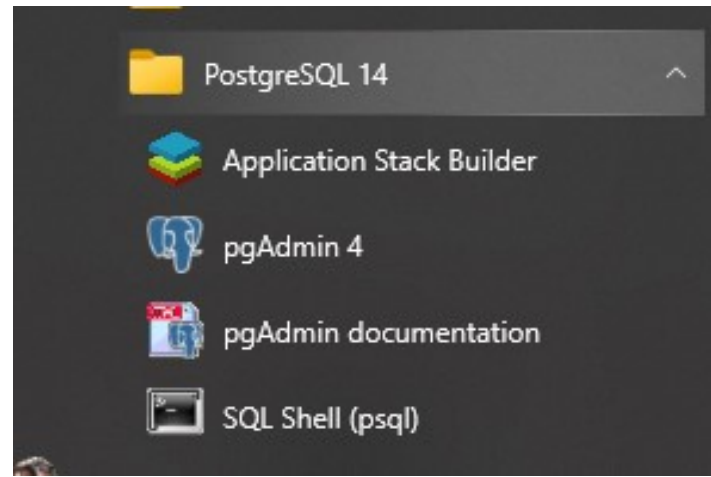 PostgreSQL 14
Application Stack Builder
pgAdmin 4
pgAdmin documentation
SQL Shell (psql)